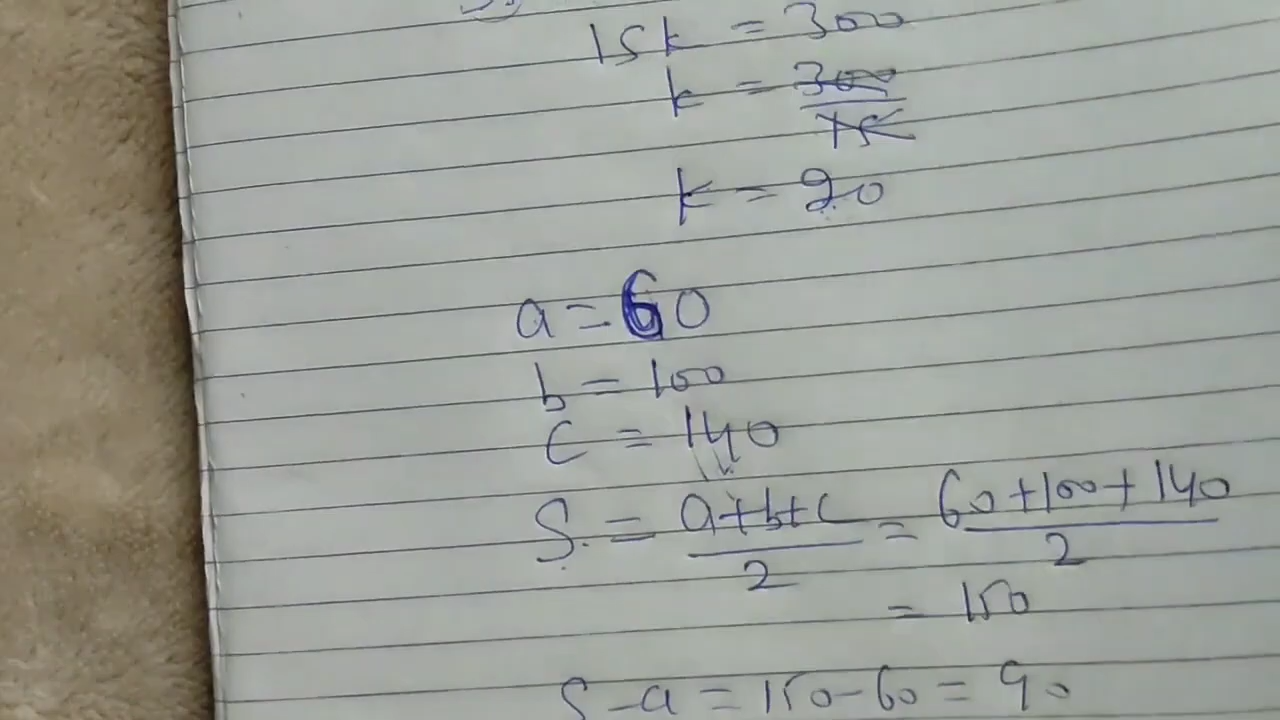 15k = 300
k = 300/15
k = 20
a = 60
b = 100
c = 140
S = a+b+c/2 = 60+100+140/2
= 150
S-a = 150-60 = 90